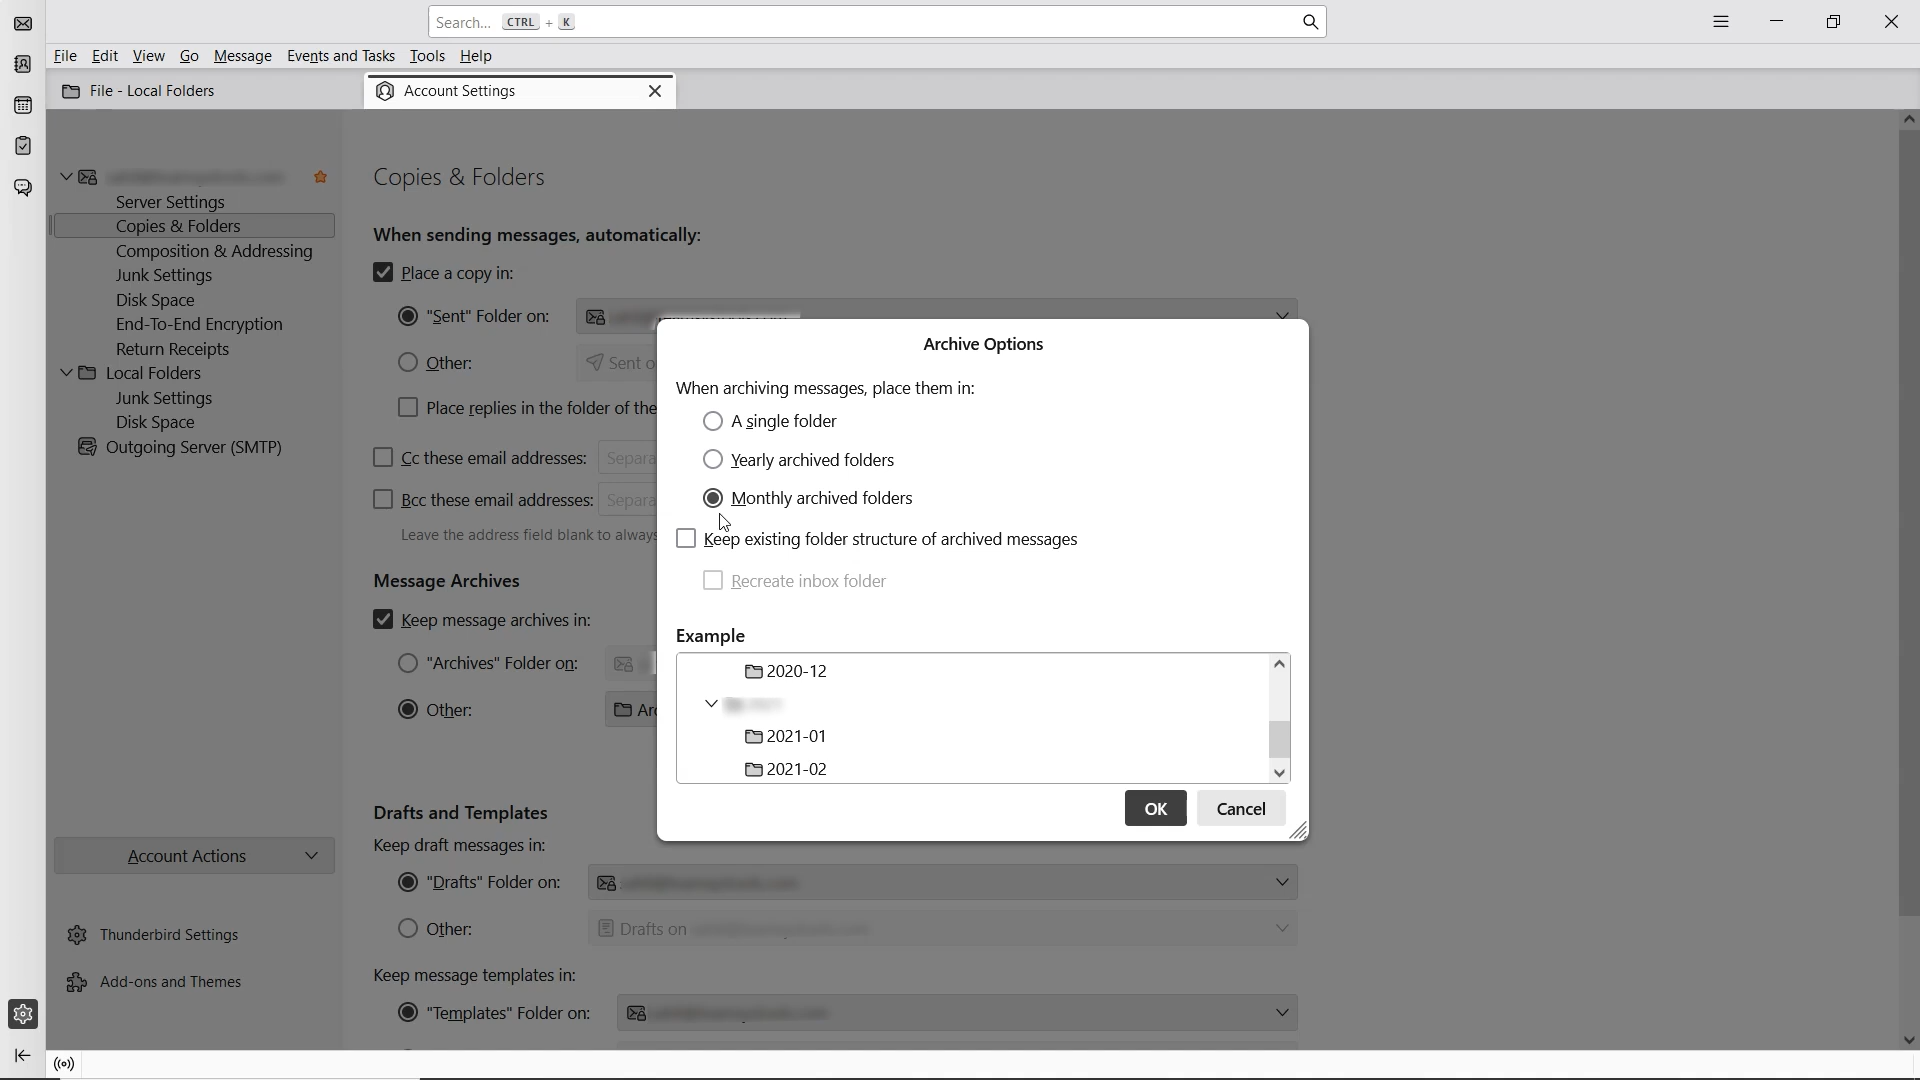 Search... CTRL + K
File Edit View Go Message Events and Tasks Tools Help
File - Local Folders
Account Settings
Server Settings
Copies & Folders
Composition & Addressing
Junk Settings
Disk Space
End-To-End Encryption
Return Receipts
Local Folders
Junk Settings
Disk Space
Outgoing Server (SMTP)
Account Actions
Thunderbird Settings
Add-ons and Themes
Copies & Folders
When sending messages, automatically:
Place a copy in:
"Sent" Folder on:
Other: Sent
Place replies in the folder of the
Cc these email addresses:
Bcc these email addresses:
Leave the address field blank to always
Message Archives
Keep message archives in:
"Archives" Folder on:
Other:
Drafts and Templates
Keep draft messages in:
"Drafts" Folder on:
Other: Drafts on
Keep message templates in:
"Templates" Folder on:
Archive Options
When archiving messages, place them in:
A single folder
Yearly archived folders
Monthly archived folders
Keep existing folder structure of archived messages
Recreate inbox folder
Example
2020-12
2021-01
2021-02
OK Cancel